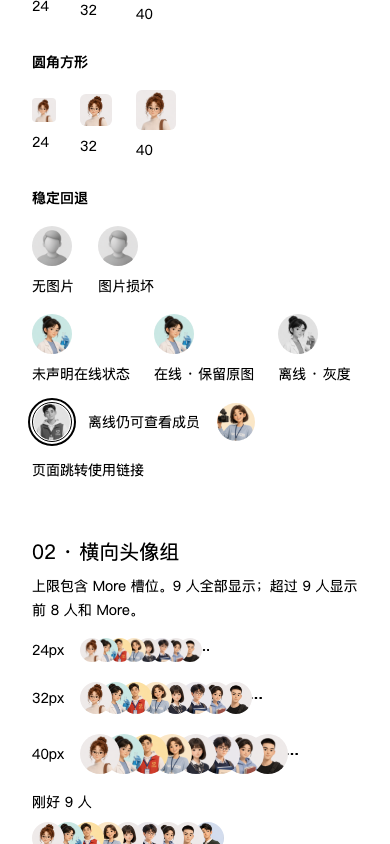 24 32 40
圆角方形
24 32 40
稳定回退
无图片 图片损坏
未声明在线状态 在线 · 保留原图 离线 · 灰度
离线仍可查看成员
页面跳转使用链接
02 · 横向头像组
上限包含 More 槽位。9 人全部显示；超过 9 人显示
前 8 人和 More。
24px
32px
40px
刚好 9 人